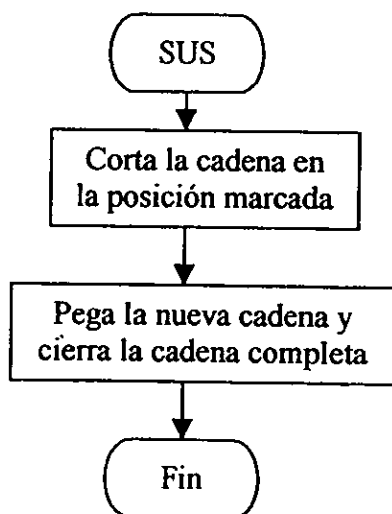 SUS
Corta la cadena en
la posición marcada
Pega la nueva cadena y
cierra la cadena completa
Fin